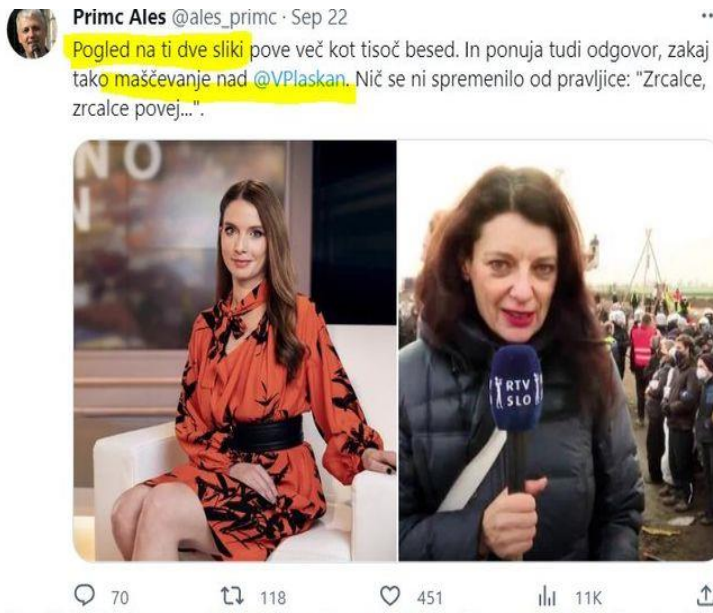 Primc Ales @ales_primc · Sep 22
Pogled na ti dve sliki pove več kot tisoč besed. In ponuja tudi odgovor, zakaj
tako maščevanje nad @VPlaskan. Nič se ni spremenilo od pravljice: "Zrcalce,
zrcalce povej...".
NO
N
RTV
SLO
70 118 451 11K